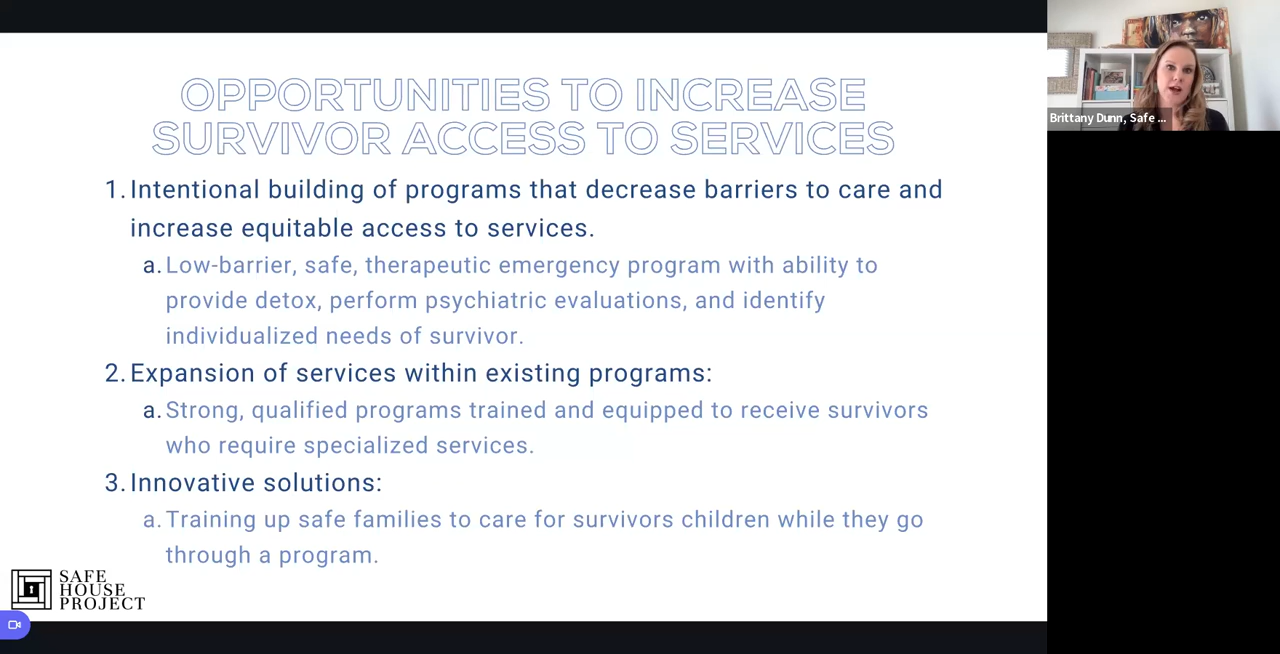 OPPORTUNITIES TO INCREASE
SURVIVOR ACCESS TO SERVICES
1. Intentional building of programs that decrease barriers to care and
increase equitable access to services.
a. Low-barrier, safe, therapeutic emergency program with ability to
provide detox, perform psychiatric evaluations, and identify
individualized needs of survivor.
2. Expansion of services within existing programs:
a. Strong, qualified programs trained and equipped to receive survivors
who require specialized services.
3. Innovative solutions:
a. Training up safe families to care for survivors children while they go
through a program.
SAFE
HOUSE
PROJECT
Brittany Dunn, Safe ...